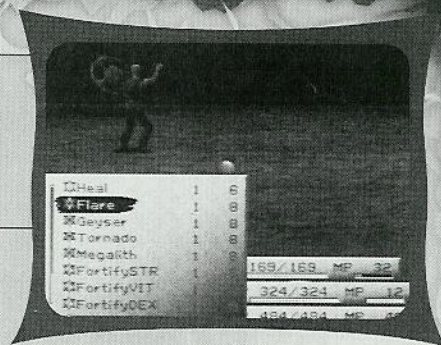 Heal 1 6
Flare 1 8
Geyser 1 8
Tornado 1 8
Megalith 1 8
FortifySTR 1
FortifyVIT
FortifyDEX
169/169 MP 32
324/324 MP 12
484/484 MP